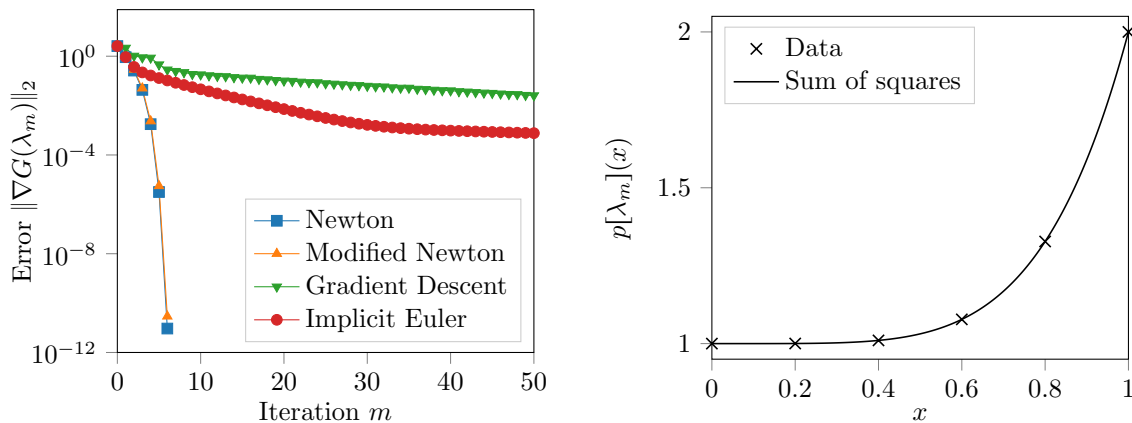 10^0
10^−4
10^−8
10^−12
Error ‖∇G(λ_m)‖_2
Newton
Modified Newton
Gradient Descent
Implicit Euler
0 10 20 30 40 50
Iteration m
2
1.5
1
p[λ_m](x)
Data
Sum of squares
0 0.2 0.4 0.6 0.8 1
x